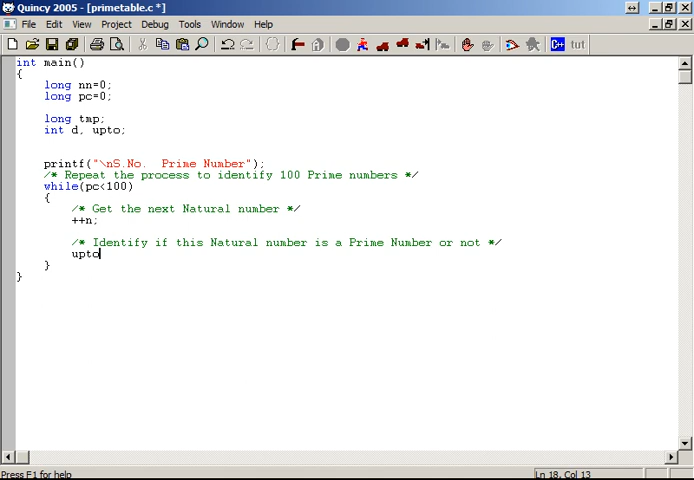 Quincy 2005 - [primetable.c *]
File Edit View Project Debug Tools Window Help
C++ tut
int main()
{
long nn=0;
long pc=0;
long tmp;
int d, upto;
printf("\nS.No.  Prime Number");
/* Repeat the process to identify 100 Prime numbers */
while(pc<100)
{
/* Get the next Natural number */
++n;
/* Identify if this Natural number is a Prime Number or not */
upto
}
}
Press F1 for help
Ln 18, Col 13